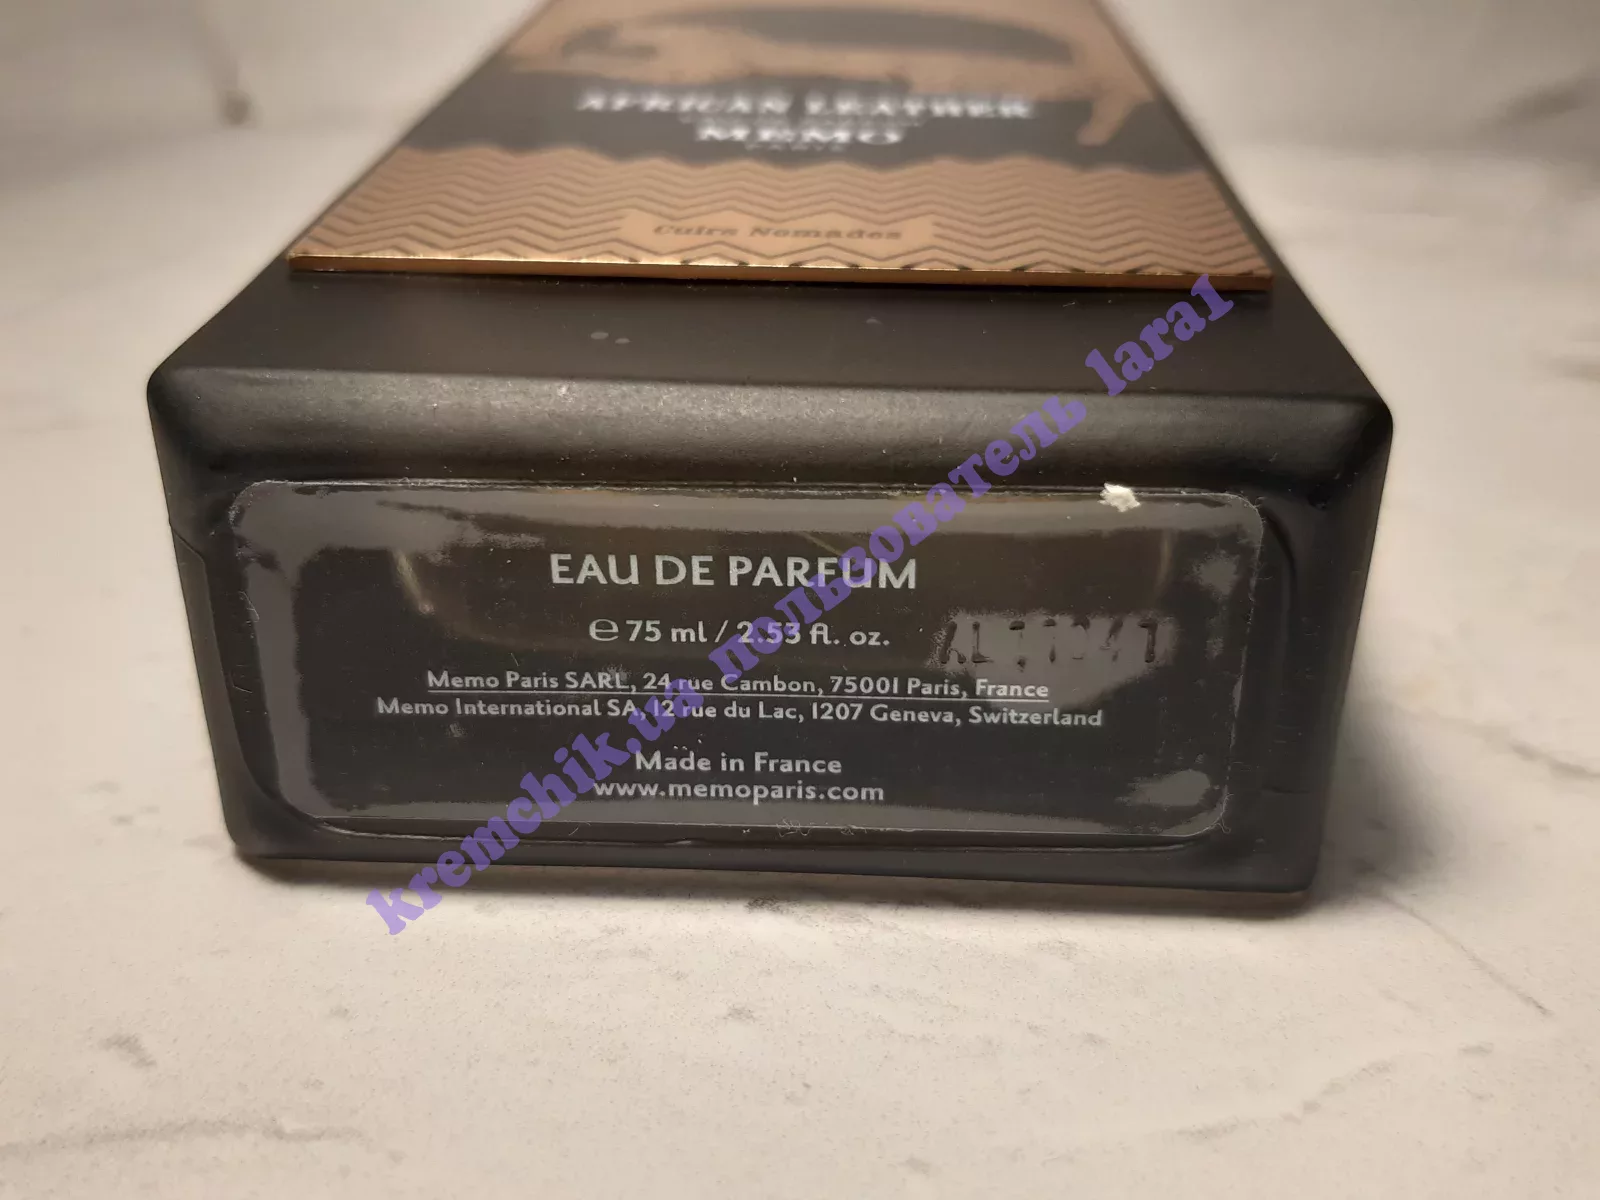 AFRICAN LEATHER
MEMO
PARIS
Cuirs Nomades
EAU DE PARFUM
℮ 75 ml / 2.53 fl. oz.
Memo Paris SARL, 24 rue Cambon, 75001 Paris, France
Memo International SA, 12 rue du Lac, 1207 Geneva, Switzerland
Made in France
www.memoparis.com
kremchik.ua пользователь lara1